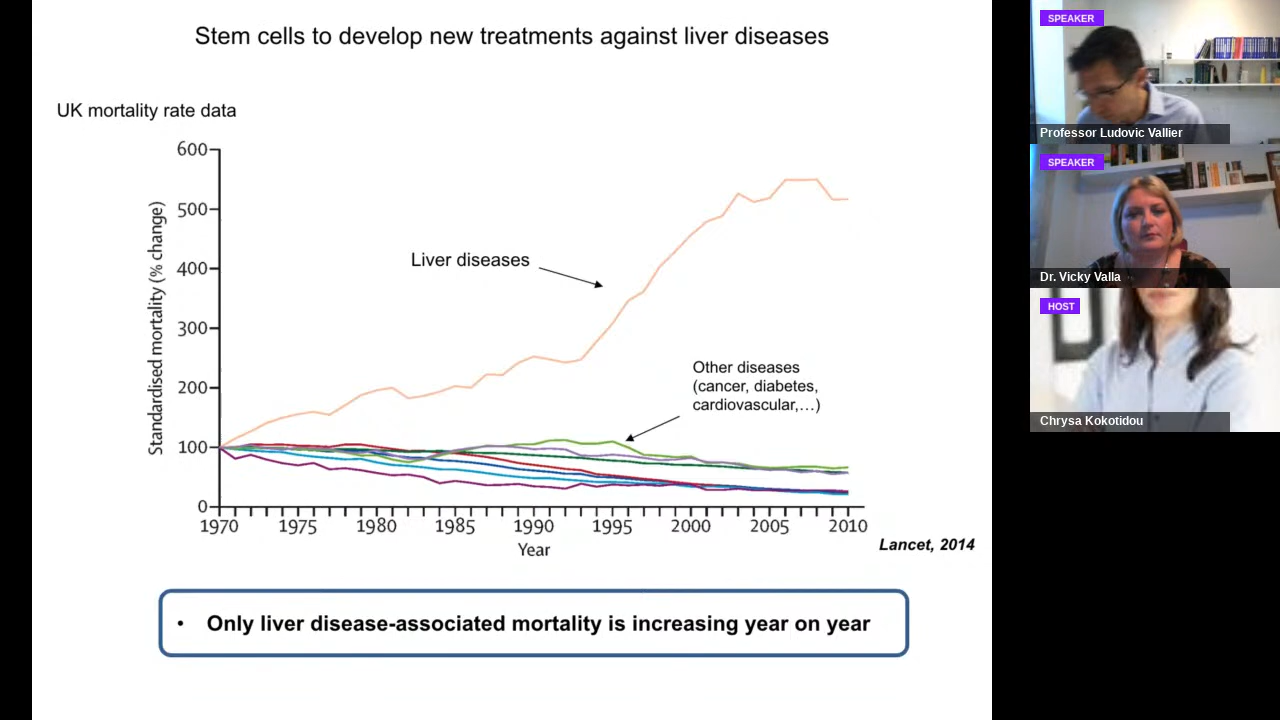 Stem cells to develop new treatments against liver diseases
UK mortality rate data
Standardised mortality (% change)
600
500
400
300
200
100
0
Liver diseases
Other diseases
(cancer, diabetes,
cardiovascular,…)
1970 1975 1980 1985 1990 1995 2000 2005 2010
Year
Lancet, 2014
• Only liver disease-associated mortality is increasing year on year
SPEAKER
Professor Ludovic Vallier
SPEAKER
Dr. Vicky Valla
HOST
Chrysa Kokotidou